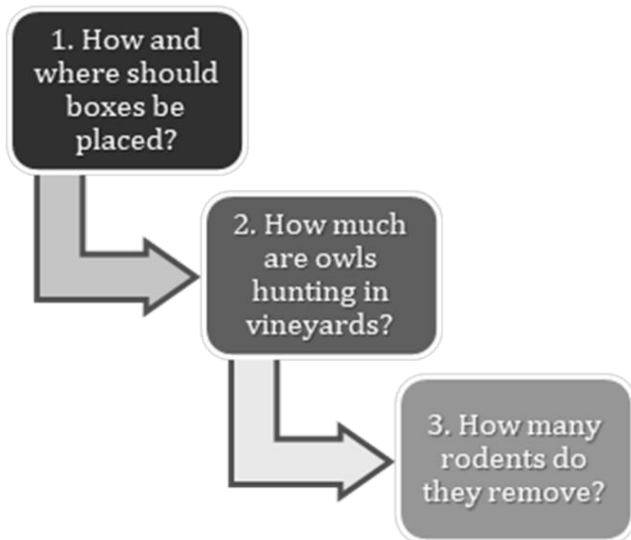 1. How and
where should
boxes be
placed?
2. How much
are owls
hunting in
vineyards?
3. How many
rodents do
they remove?